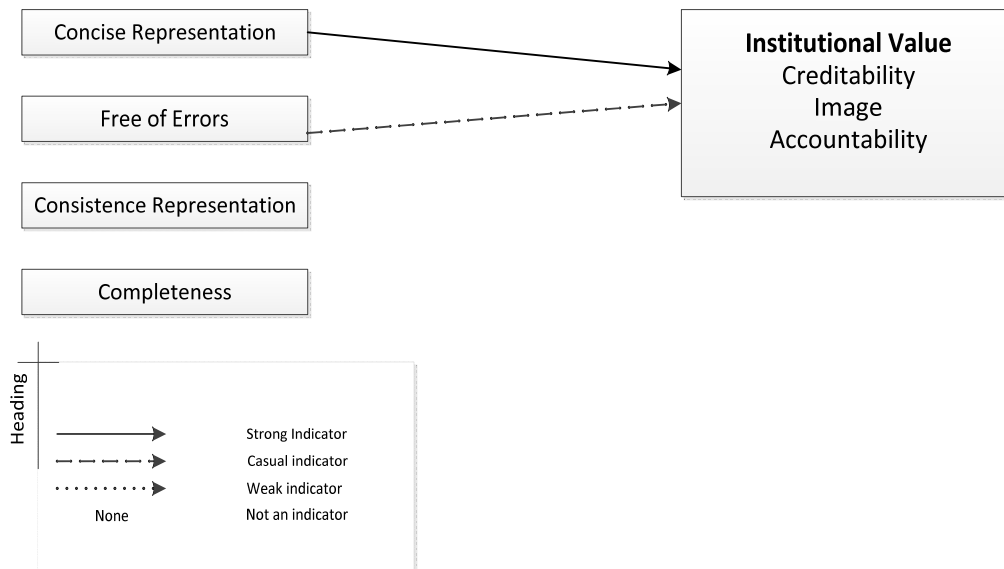 Concise Representation
Free of Errors
Consistence Representation
Completeness
Institutional Value
Creditability
Image
Accountability
Heading
Strong Indicator
Casual indicator
Weak indicator
None Not an indicator